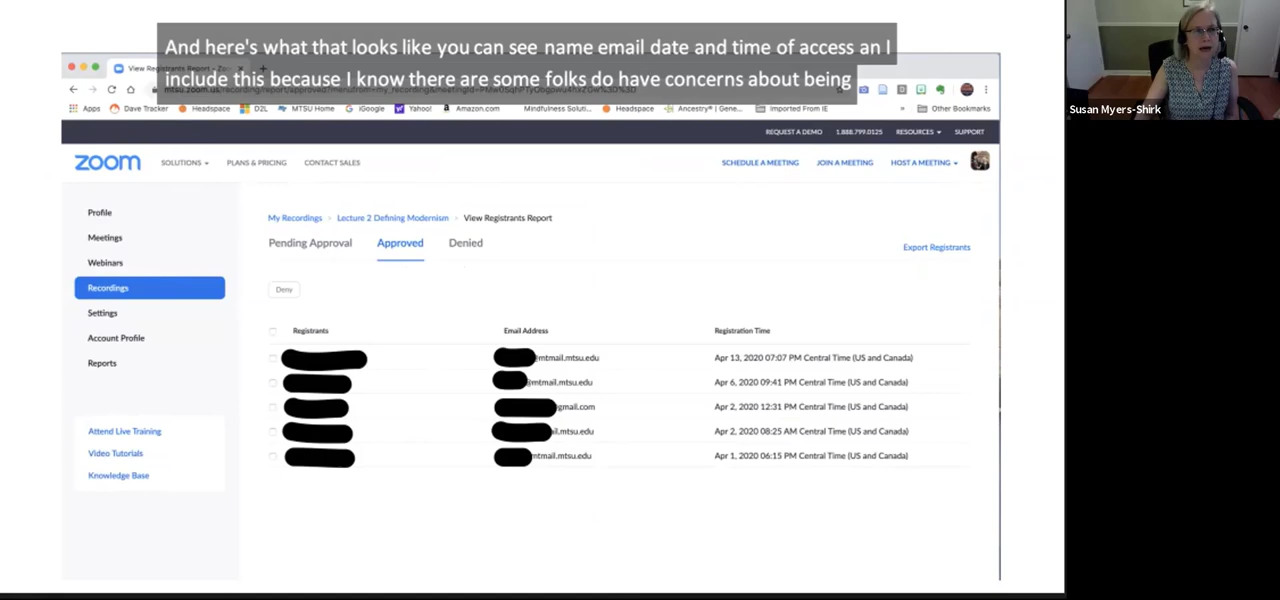 And here's what that looks like you can see name email date and time of access an I
include this because I know there are some folks do have concerns about being
Susan Myers-Shirk
View Registrants Report - Zo
Apps Dave Tracker Headspace D2L MTSU Home iGoogle Yahoo! Amazon.com Mindfulness Soluti... Headspace Ancestry® | Gene... Imported From IE » Other Bookmarks
REQUEST A DEMO 1.888.799.0125 RESOURCES SUPPORT
zoom SOLUTIONS PLANS & PRICING CONTACT SALES SCHEDULE A MEETING JOIN A MEETING HOST A MEETING
Profile
Meetings
Webinars
Recordings
Settings
Account Profile
Reports
Attend Live Training
Video Tutorials
Knowledge Base
My Recordings > Lecture 2 Defining Modernism > View Registrants Report
Pending Approval Approved Denied
Export Registrants
Deny
Registrants Email Address Registration Time
@mtmail.mtsu.edu Apr 13, 2020 07:07 PM Central Time (US and Canada)
@mtmail.mtsu.edu Apr 6, 2020 09:41 PM Central Time (US and Canada)
gmail.com Apr 2, 2020 12:31 PM Central Time (US and Canada)
il.mtsu.edu Apr 2, 2020 08:25 AM Central Time (US and Canada)
mtmail.mtsu.edu Apr 1, 2020 06:15 PM Central Time (US and Canada)